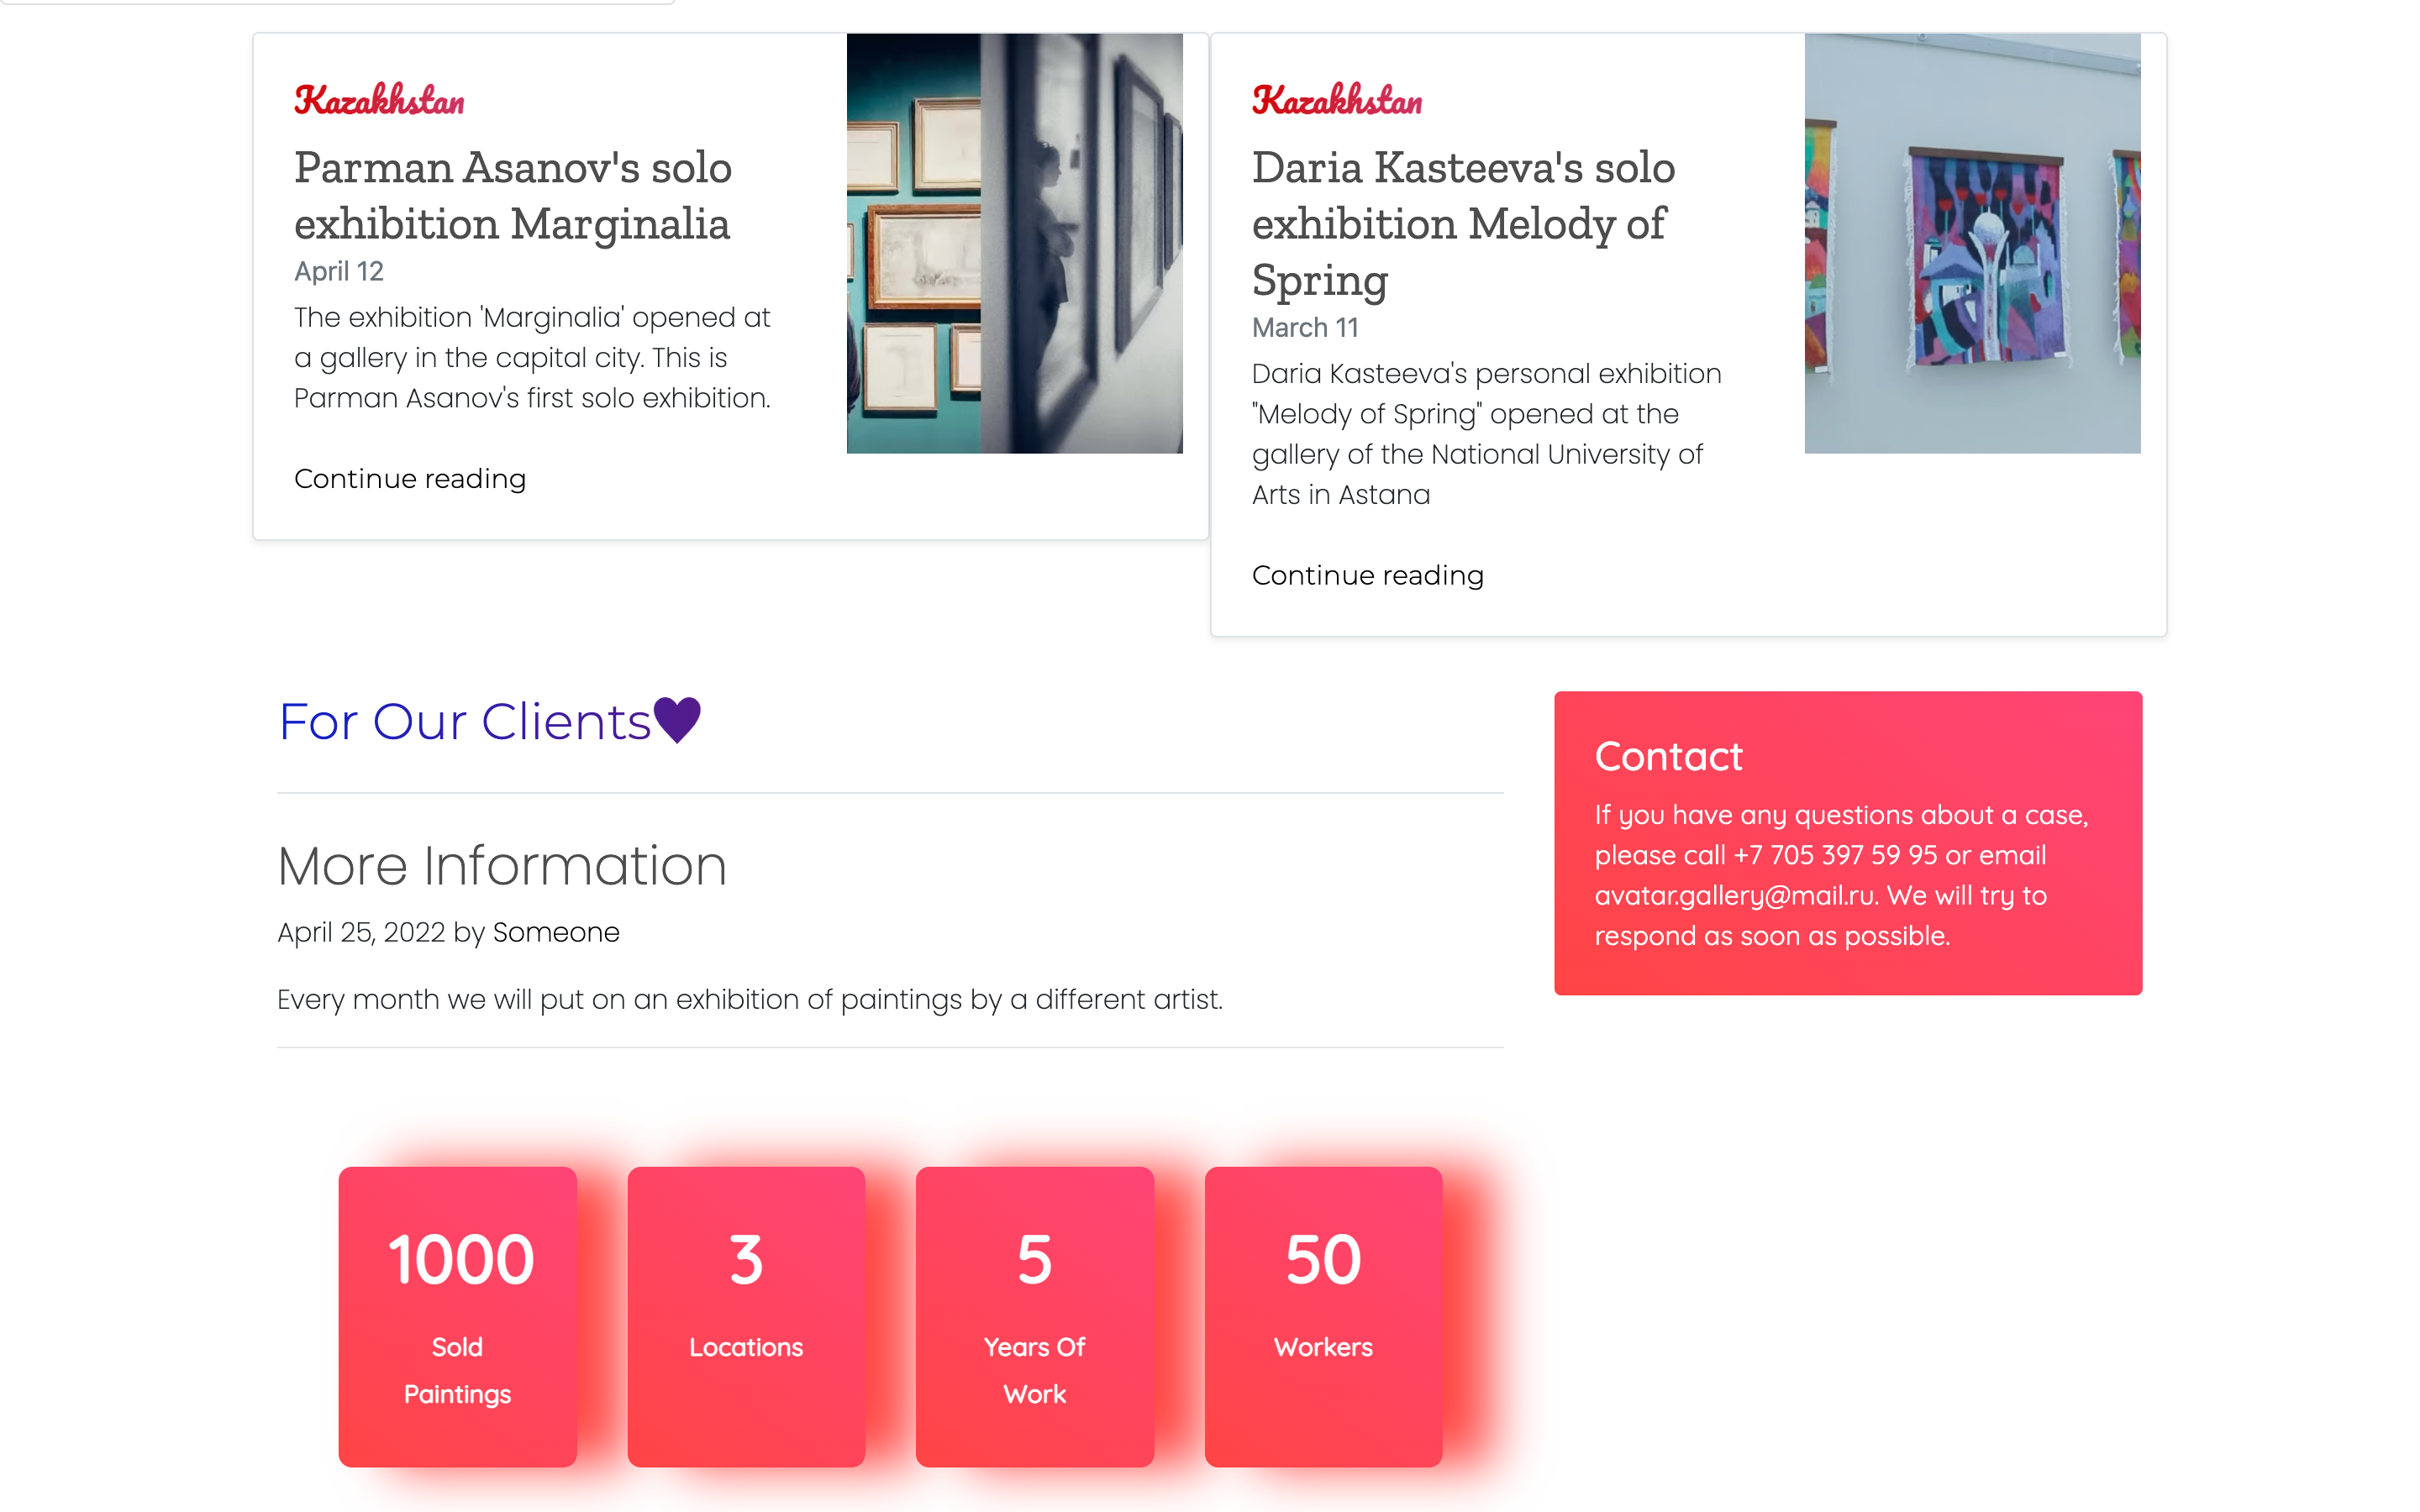 Kazakhstan
Parman Asanov's solo
exhibition Marginalia
April 12
The exhibition 'Marginalia' opened at
a gallery in the capital city. This is
Parman Asanov's first solo exhibition.
Continue reading
Kazakhstan
Daria Kasteeva's solo
exhibition Melody of
Spring
March 11
Daria Kasteeva's personal exhibition
"Melody of Spring" opened at the
gallery of the National University of
Arts in Astana
Continue reading
For Our Clients♥
More Information
April 25, 2022 by Someone
Every month we will put on an exhibition of paintings by a different artist.
Contact
If you have any questions about a case,
please call +7 705 397 59 95 or email
avatar.gallery@mail.ru. We will try to
respond as soon as possible.
1000
Sold
Paintings
3
Locations
5
Years Of
Work
50
Workers